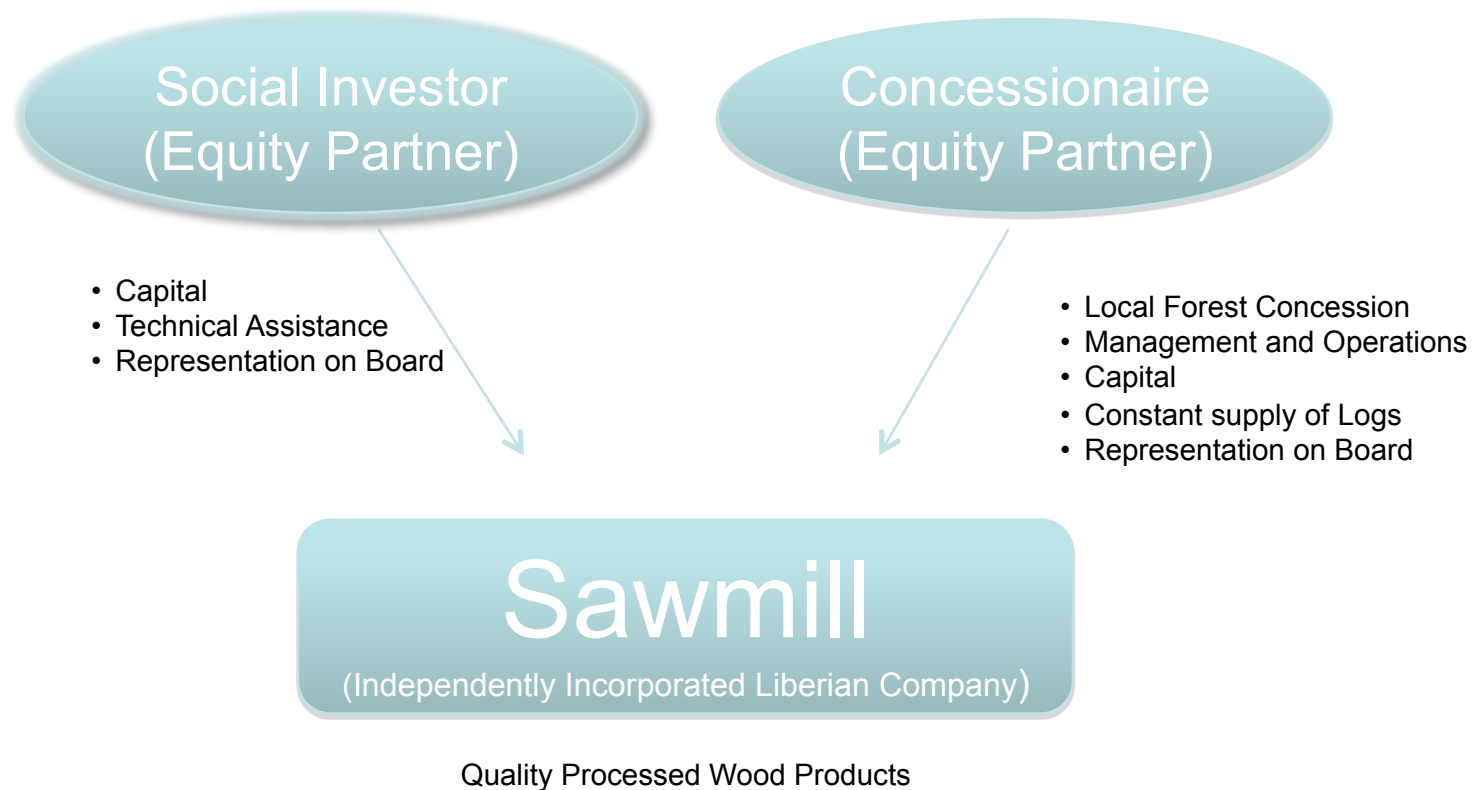 Social Investor
(Equity Partner)
Concessionaire
(Equity Partner)
• Capital
• Technical Assistance
• Representation on Board
• Local Forest Concession
• Management and Operations
• Capital
• Constant supply of Logs
• Representation on Board
Sawmill
(Independently Incorporated Liberian Company)
Quality Processed Wood Products